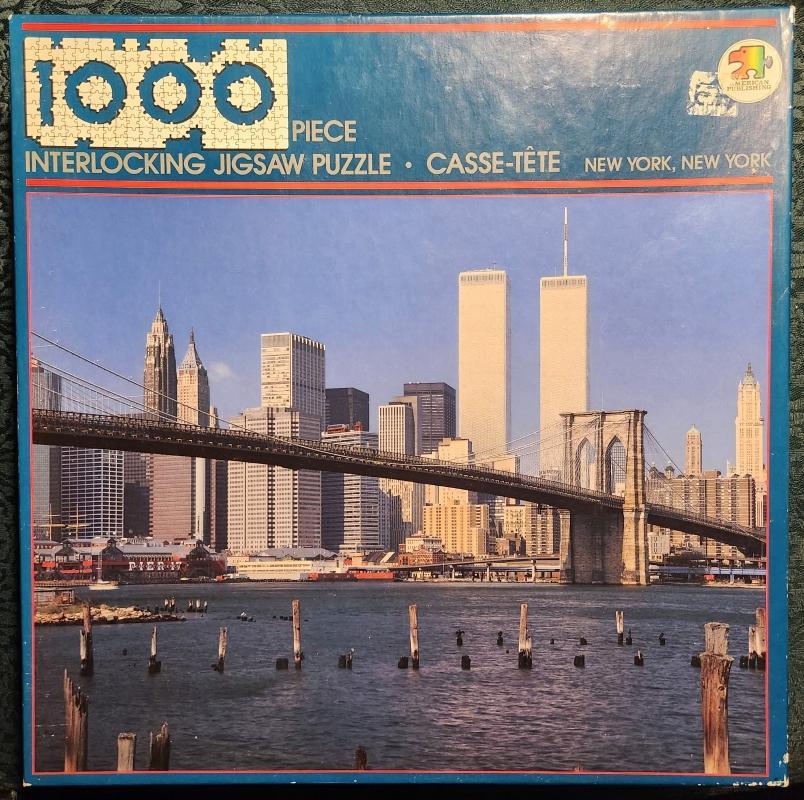 1000
PIECE
INTERLOCKING JIGSAW PUZZLE • CASSE-TÊTE NEW YORK, NEW YORK
AMERICAN
PUBLISHING
PIER 17